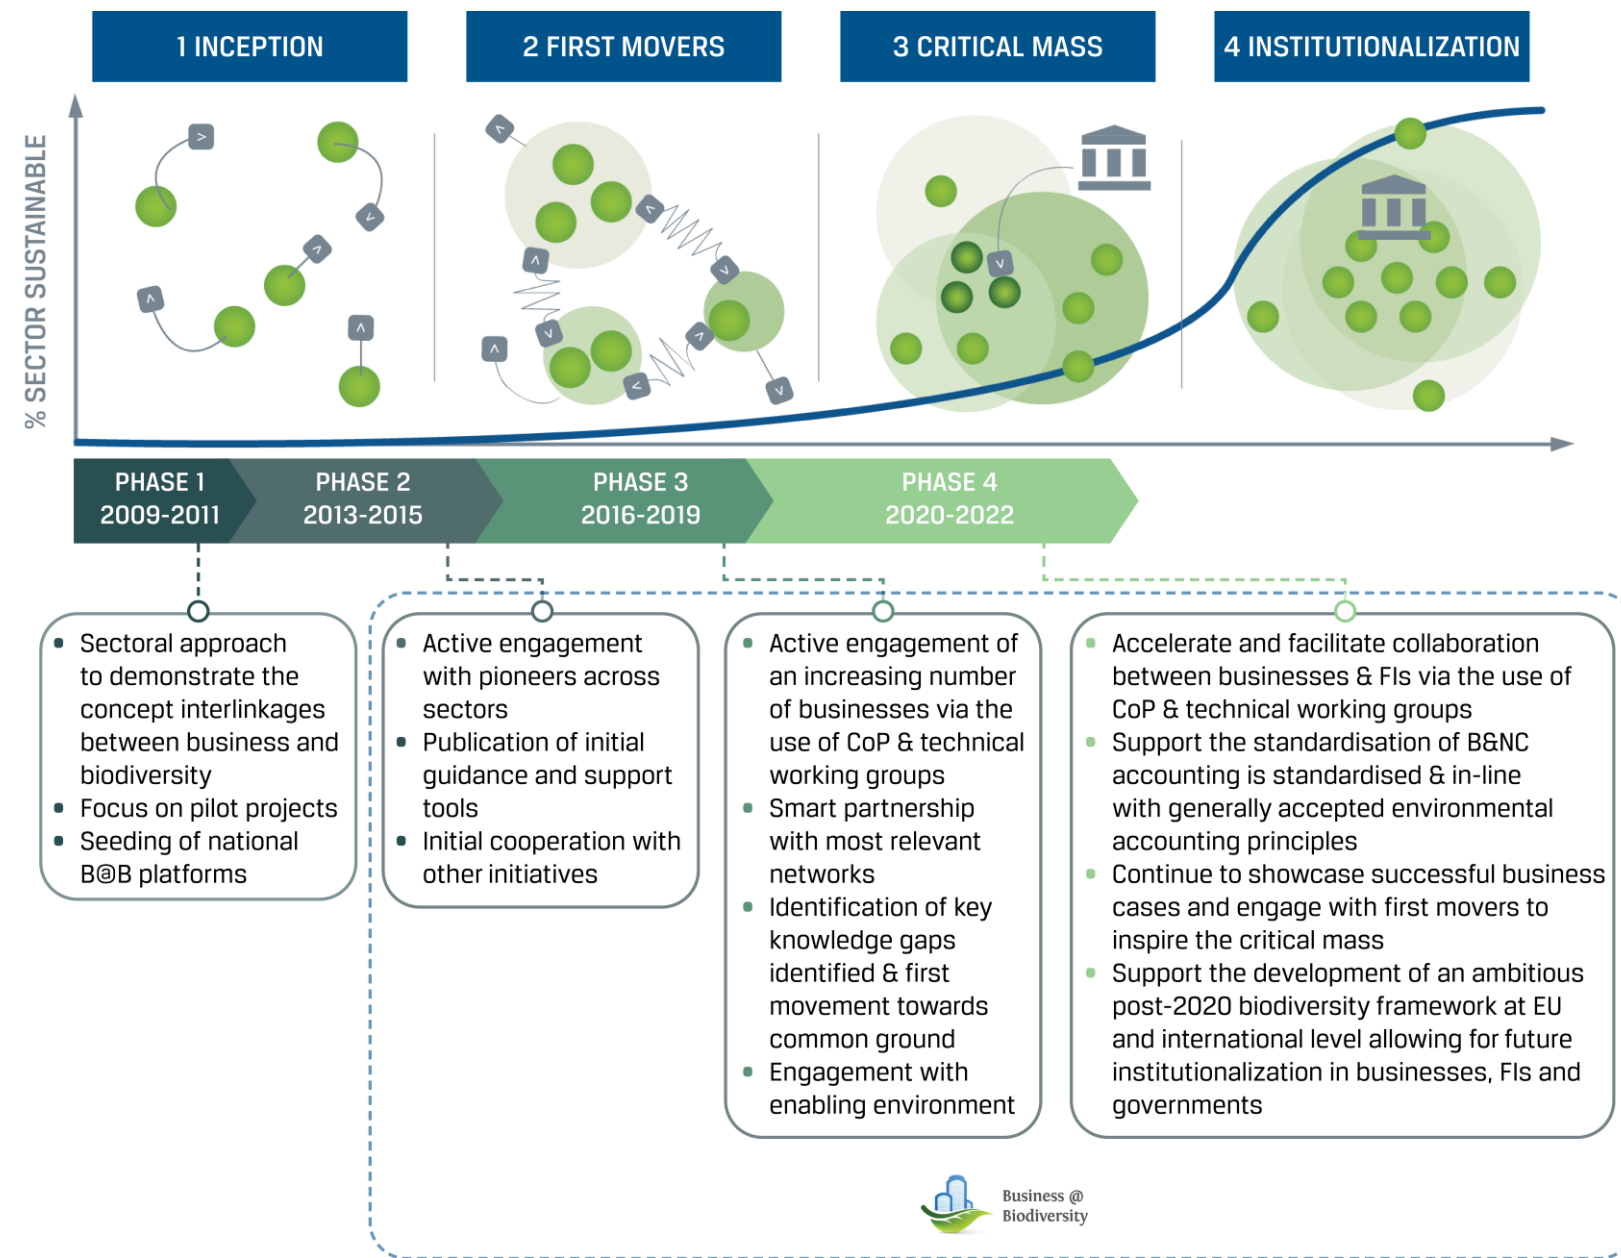 1 INCEPTION
2 FIRST MOVERS
3 CRITICAL MASS
4 INSTITUTIONALIZATION
% SECTOR SUSTAINABLE
PHASE 1
2009-2011
PHASE 2
2013-2015
PHASE 3
2016-2019
PHASE 4
2020-2022
• Sectoral approach
to demonstrate the
concept interlinkages
between business and
biodiversity
• Focus on pilot projects
• Seeding of national
B@B platforms
• Active engagement
with pioneers across
sectors
• Publication of initial
guidance and support
tools
• Initial cooperation with
other initiatives
• Active engagement of
an increasing number
of businesses via the
use of CoP & technical
working groups
• Smart partnership
with most relevant
networks
• Identification of key
knowledge gaps
identified & first
movement towards
common ground
• Engagement with
enabling environment
• Accelerate and facilitate collaboration
between businesses & FIs via the use of
CoP & technical working groups
• Support the standardisation of B&NC
accounting is standardised & in-line
with generally accepted environmental
accounting principles
• Continue to showcase successful business
cases and engage with first movers to
inspire the critical mass
• Support the development of an ambitious
post-2020 biodiversity framework at EU
and international level allowing for future
institutionalization in businesses, FIs and
governments
Business @
Biodiversity